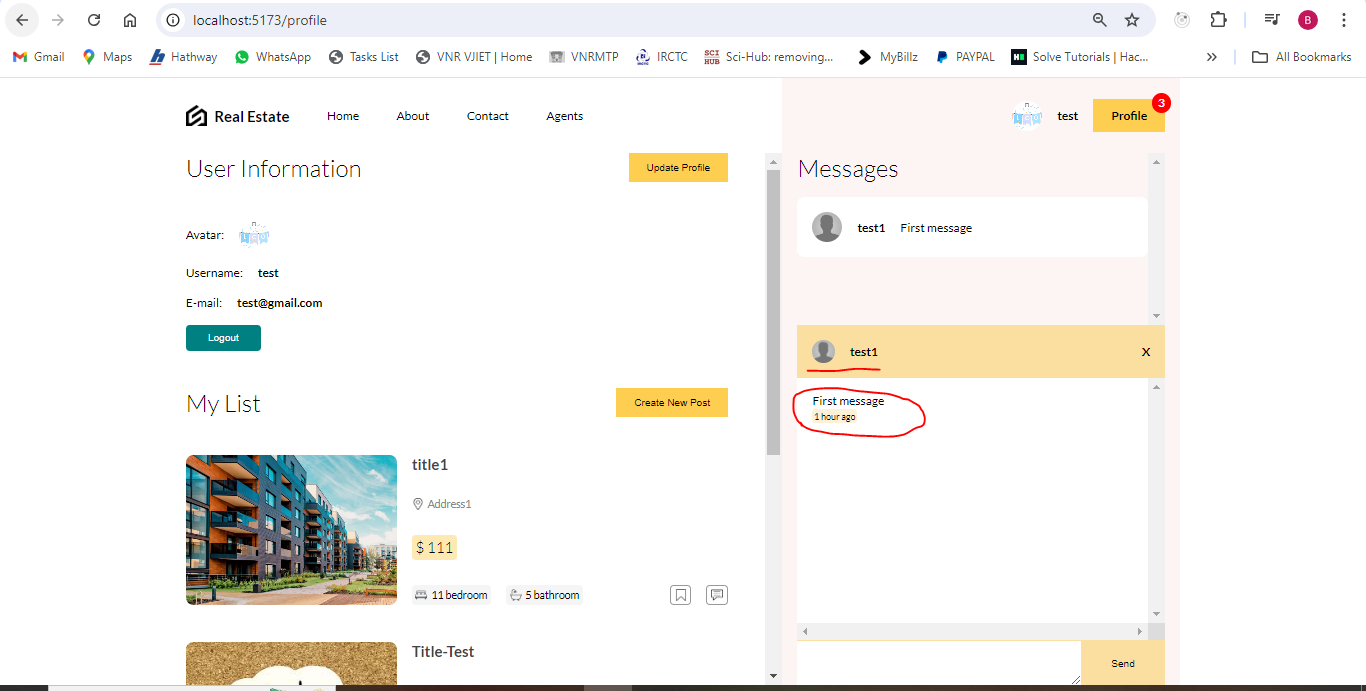 localhost:5173/profile
B
Gmail
Maps
Hathway
WhatsApp
Tasks List
VNR VJIET | Home
VNRMTP
IRCTC
SCI HUB
Sci-Hub: removing...
MyBillz
PAYPAL
Solve Tutorials | Hac...
All Bookmarks
Real Estate
Home
About
Contact
Agents
test
Profile
3
User Information
Update Profile
Messages
Avatar:
test1 First message
Username: test
E-mail: test@gmail.com
Logout
test1
X
My List
Create New Post
First message
1 hour ago
title1
Address1
$ 111
11 bedroom
5 bathroom
Title-Test
Send